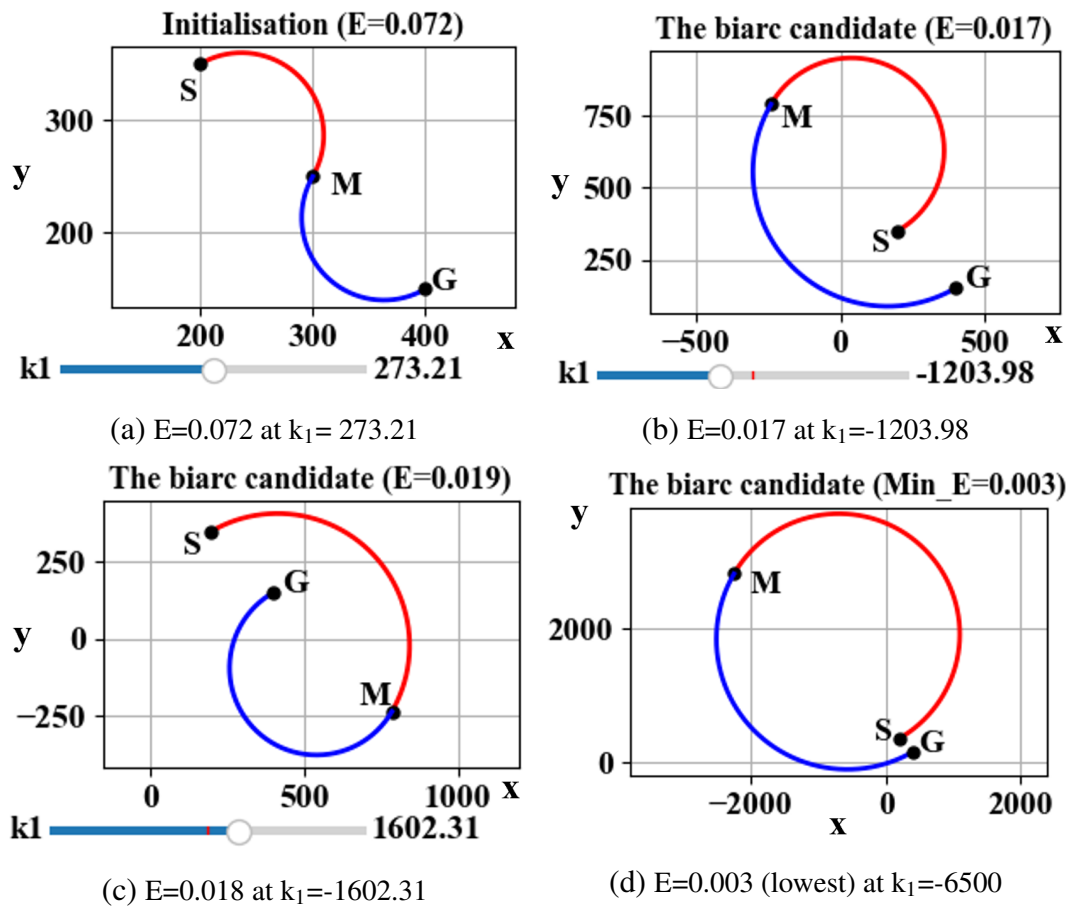 Initialisation (E=0.072)
S
300
y
M
200
G
200 300 400 x
k1 273.21
(a) E=0.072 at k1= 273.21
The biarc candidate (E=0.017)
M
750
y 500
S
250 G
−500 0 500 x
k1 -1203.98
(b) E=0.017 at k1=-1203.98
The biarc candidate (E=0.019)
S
250
G
y 0
M
−250
0 500 1000 x
k1 1602.31
(c) E=0.018 at k1=-1602.31
The biarc candidate (Min_E=0.003)
y
M
2000
S G
0
−2000 0 2000
x
(d) E=0.003 (lowest) at k1=-6500